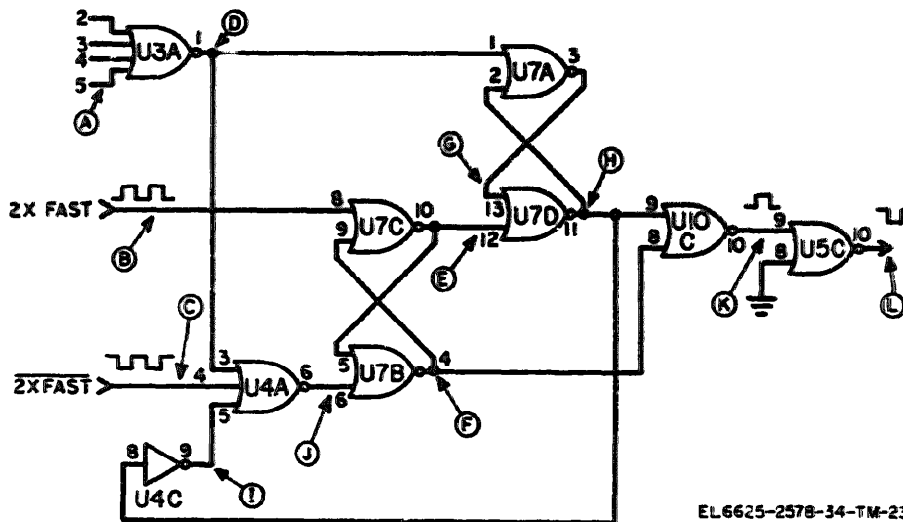 2
3
4
5
U3A
1
D
A
1
2
U7A
3
G
H
2X FAST
B
8
9
U7C
10
13
12
U7D
11
E
9
8
U10
C
10
K
9
8
U5C
10
L
C
2XFAST
3
4
5
U4A
6
J
5
6
U7B
4
F
8
9
U4C
I
EL6625-2578-34-TM-23